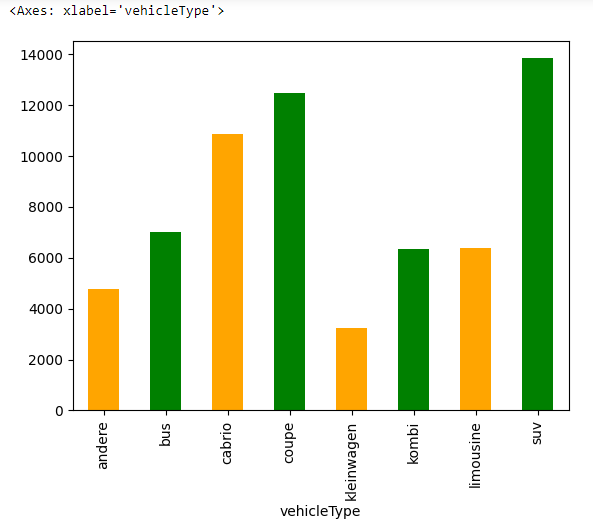 <Axes: xlabel='vehicleType'>
14000
12000
10000
8000
6000
4000
2000
0
andere
bus
cabrio
coupe
kleinwagen
kombi
limousine
suv
vehicleType